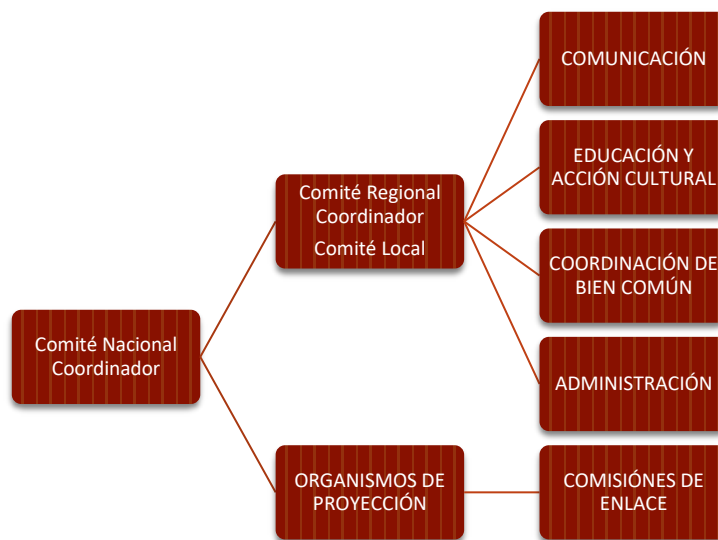 Comité Nacional
Coordinador
Comité Regional
Coordinador
Comité Local
COMUNICACIÓN
EDUCACIÓN Y
ACCIÓN CULTURAL
COORDINACIÓN DE
BIEN COMÚN
ADMINISTRACIÓN
ORGANISMOS DE
PROYECCIÓN
COMISIÓNES DE
ENLACE